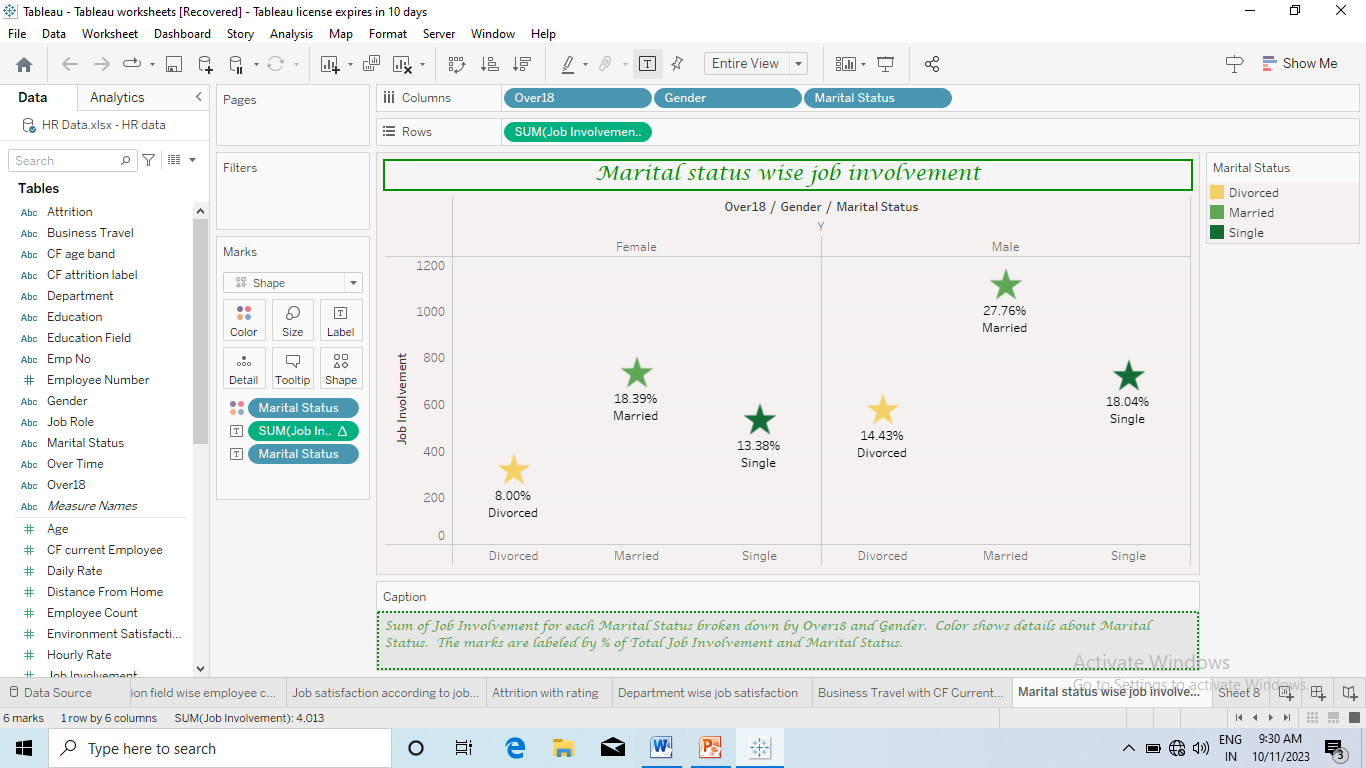 Tableau - Tableau worksheets [Recovered] - Tableau license expires in 10 days
File Data Worksheet Dashboard Story Analysis Map Format Server Window Help
Entire View
Show Me
Data Analytics
HR Data.xlsx - HR data
Search
Tables
Abc Attrition
Abc Business Travel
Abc CF age band
Abc CF attrition label
Abc Department
Abc Education
Abc Education Field
Abc Emp No
# Employee Number
Abc Gender
Abc Job Role
Abc Marital Status
Abc Over Time
Abc Over18
Abc Measure Names
# Age
# CF current Employee
# Daily Rate
# Distance From Home
# Employee Count
# Environment Satisfacti...
# Hourly Rate
# Job Involvement
Pages
Filters
Marks
Shape
Color Size Label
Detail Tooltip Shape
Marital Status
SUM(Job In.. △
Marital Status
Columns Over18 Gender Marital Status
Rows SUM(Job Involvemen..
Marital status wise job involvement
Over18 / Gender / Marital Status
Y
Female Male
1200
1000
800
600
400
200
0
Job Involvement
8.00%
Divorced
18.39%
Married
13.38%
Single
14.43%
Divorced
27.76%
Married
18.04%
Single
Divorced Married Single Divorced Married Single
Marital Status
Divorced
Married
Single
Caption
Sum of Job Involvement for each Marital Status broken down by Over18 and Gender. Color shows details about Marital
Status. The marks are labeled by % of Total Job Involvement and Marital Status.
Activate Windows
Go to Settings to activate Windows.
Data Source ion field wise employee c... Job satisfaction according to job... Attrition with rating Department wise job satisfaction Business Travel with CF Current... Marital status wise job involve... Sheet 8
6 marks 1 row by 6 columns SUM(Job Involvement): 4,013
Type here to search
ENG
IN
9:30 AM
10/11/2023
3